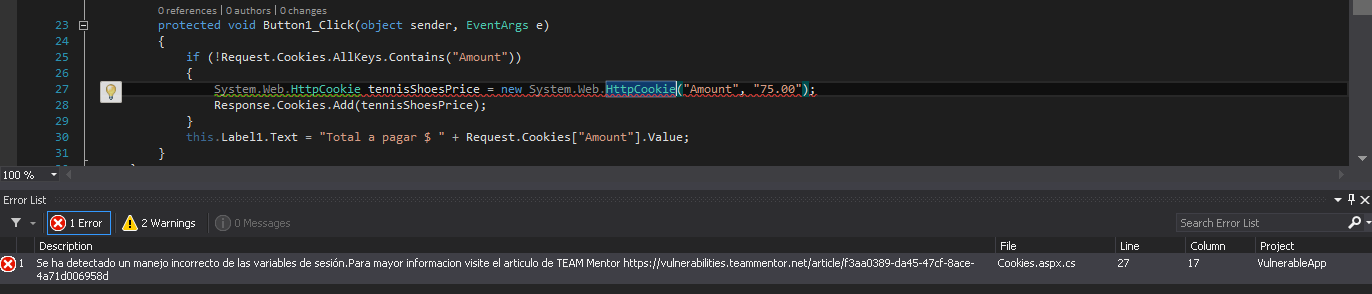 0 references | 0 authors | 0 changes
23 protected void Button1_Click(object sender, EventArgs e)
24 {
25 if (!Request.Cookies.AllKeys.Contains("Amount"))
26 {
27 System.Web.HttpCookie tennisShoesPrice = new System.Web.HttpCookie("Amount", "75.00");
28 Response.Cookies.Add(tennisShoesPrice);
29 }
30 this.Label1.Text = "Total a pagar $ " + Request.Cookies["Amount"].Value;
31 }
100 %
Error List
1 Error 2 Warnings 0 Messages Search Error List
Description File Line Column Project
1 Se ha detectado un manejo incorrecto de las variables de sesión.Para mayor informacion visite el articulo de TEAM Mentor https://vulnerabilities.teammentor.net/article/f3aa0389-da45-47cf-8ace- Cookies.aspx.cs 27 17 VulnerableApp
4a71d006958d